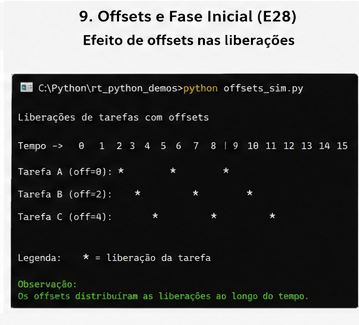 9. Offsets e Fase Inicial (E28)
Efeito de offsets nas liberações
C:\Python\rt_python_demos>python offsets_sim.py
Liberações de tarefas com offsets
Tempo -> 0 1 2 3 4 5 6 7 8 | 9 10 11 12 13 14 15
Tarefa A (off=0): * * *
Tarefa B (off=2): * * *
Tarefa C (off=4): * * *
Legenda: * = liberação da tarefa
Observação:
Os offsets distribuíram as liberações ao longo do tempo.